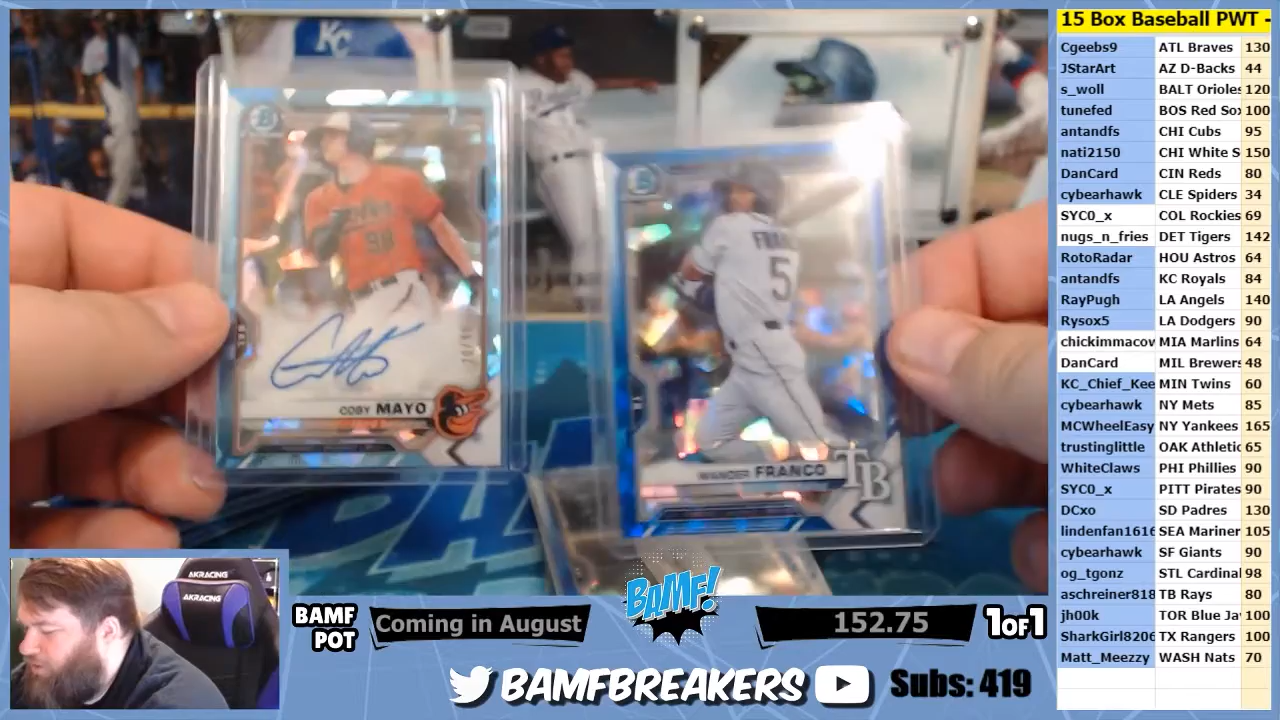 15 Box Baseball PWT -
Cgeebs9 ATL Braves 130
JStarArt AZ D-Backs 44
s_woll BALT Orioles 120
tunefed BOS Red Sox 100
antandfs CHI Cubs 95
nati2150 CHI White S 150
DanCard CIN Reds 80
cybearhawk CLE Spiders 34
SYC0_x COL Rockies 69
nugs_n_fries DET Tigers 142
RotoRadar HOU Astros 64
antandfs KC Royals 84
RayPugh LA Angels 140
Rysox5 LA Dodgers 90
chickimmacov MIA Marlins 64
DanCard MIL Brewers 48
KC_Chief_Kee MIN Twins 60
cybearhawk NY Mets 85
MCWheelEasy NY Yankees 165
trustinglittle OAK Athletic 65
WhiteClaws PHI Phillies 90
SYC0_x PITT Pirates 90
DCxo SD Padres 130
lindenfan1616 SEA Mariner 105
cybearhawk SF Giants 90
og_tgonz STL Cardinal 98
aschreiner818 TB Rays 80
jh00k TOR Blue Ja 100
SharkGirl8206 TX Rangers 100
Matt_Meezzy WASH Nats 70
KC
COBY MAYO
FRANCO
5
WANDER FRANCO
TB
AKRACING
AKRACING
BAMF POT
Coming in August
BAMF!
152.75
1OF1
BAMFBREAKERS
Subs: 419